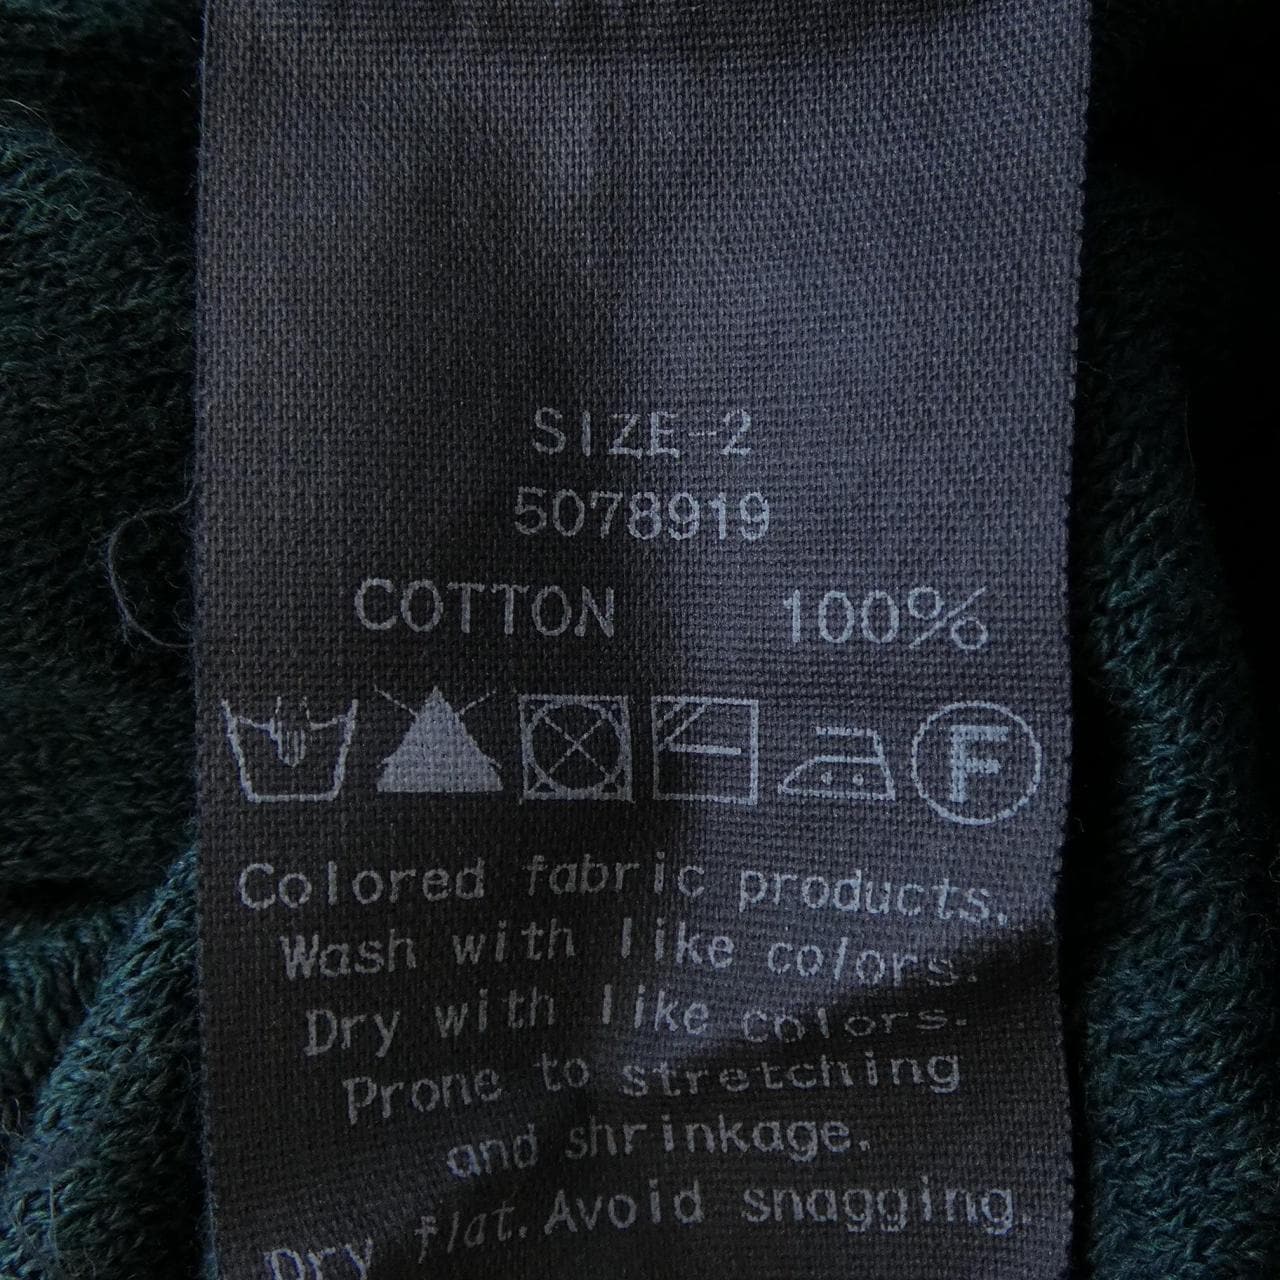 SIZE-2
5078919
COTTON 100%
F
Colored fabric products.
Wash with like colors.
Dry with like colors.
Prone to stretching
and shrinkage.
Dry flat. Avoid snagging.